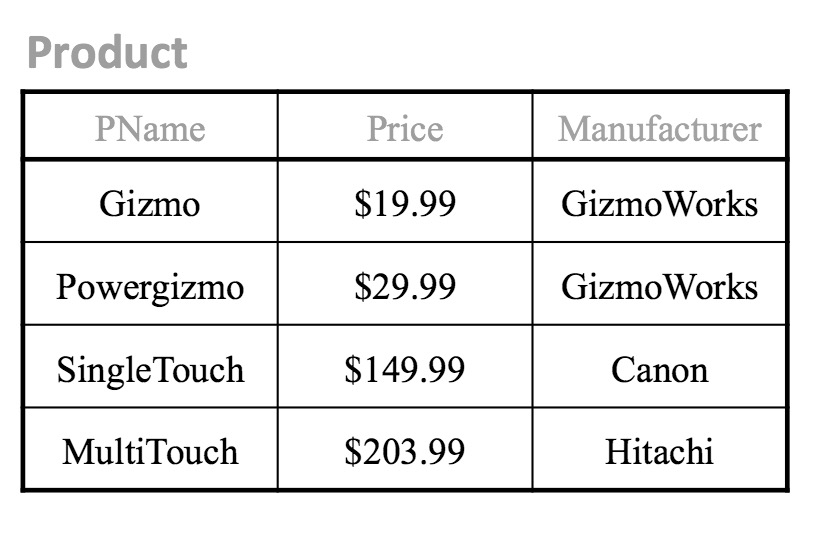 Product
PName Price Manufacturer
Gizmo $19.99 GizmoWorks
Powergizmo $29.99 GizmoWorks
SingleTouch $149.99 Canon
MultiTouch $203.99 Hitachi